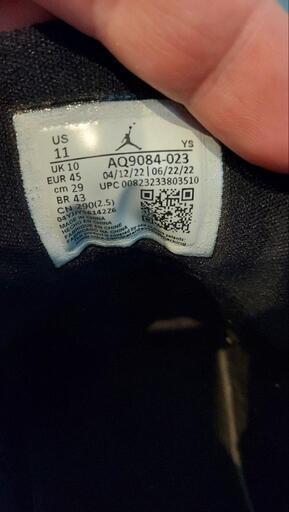 US
11
YS
UK 10
AQ9084-023
EUR 45
04/12/22 | 06/22/22
cm 29
UPC 00823233803510
BR 43
CN 290(2.5)
MADE IN CHINA